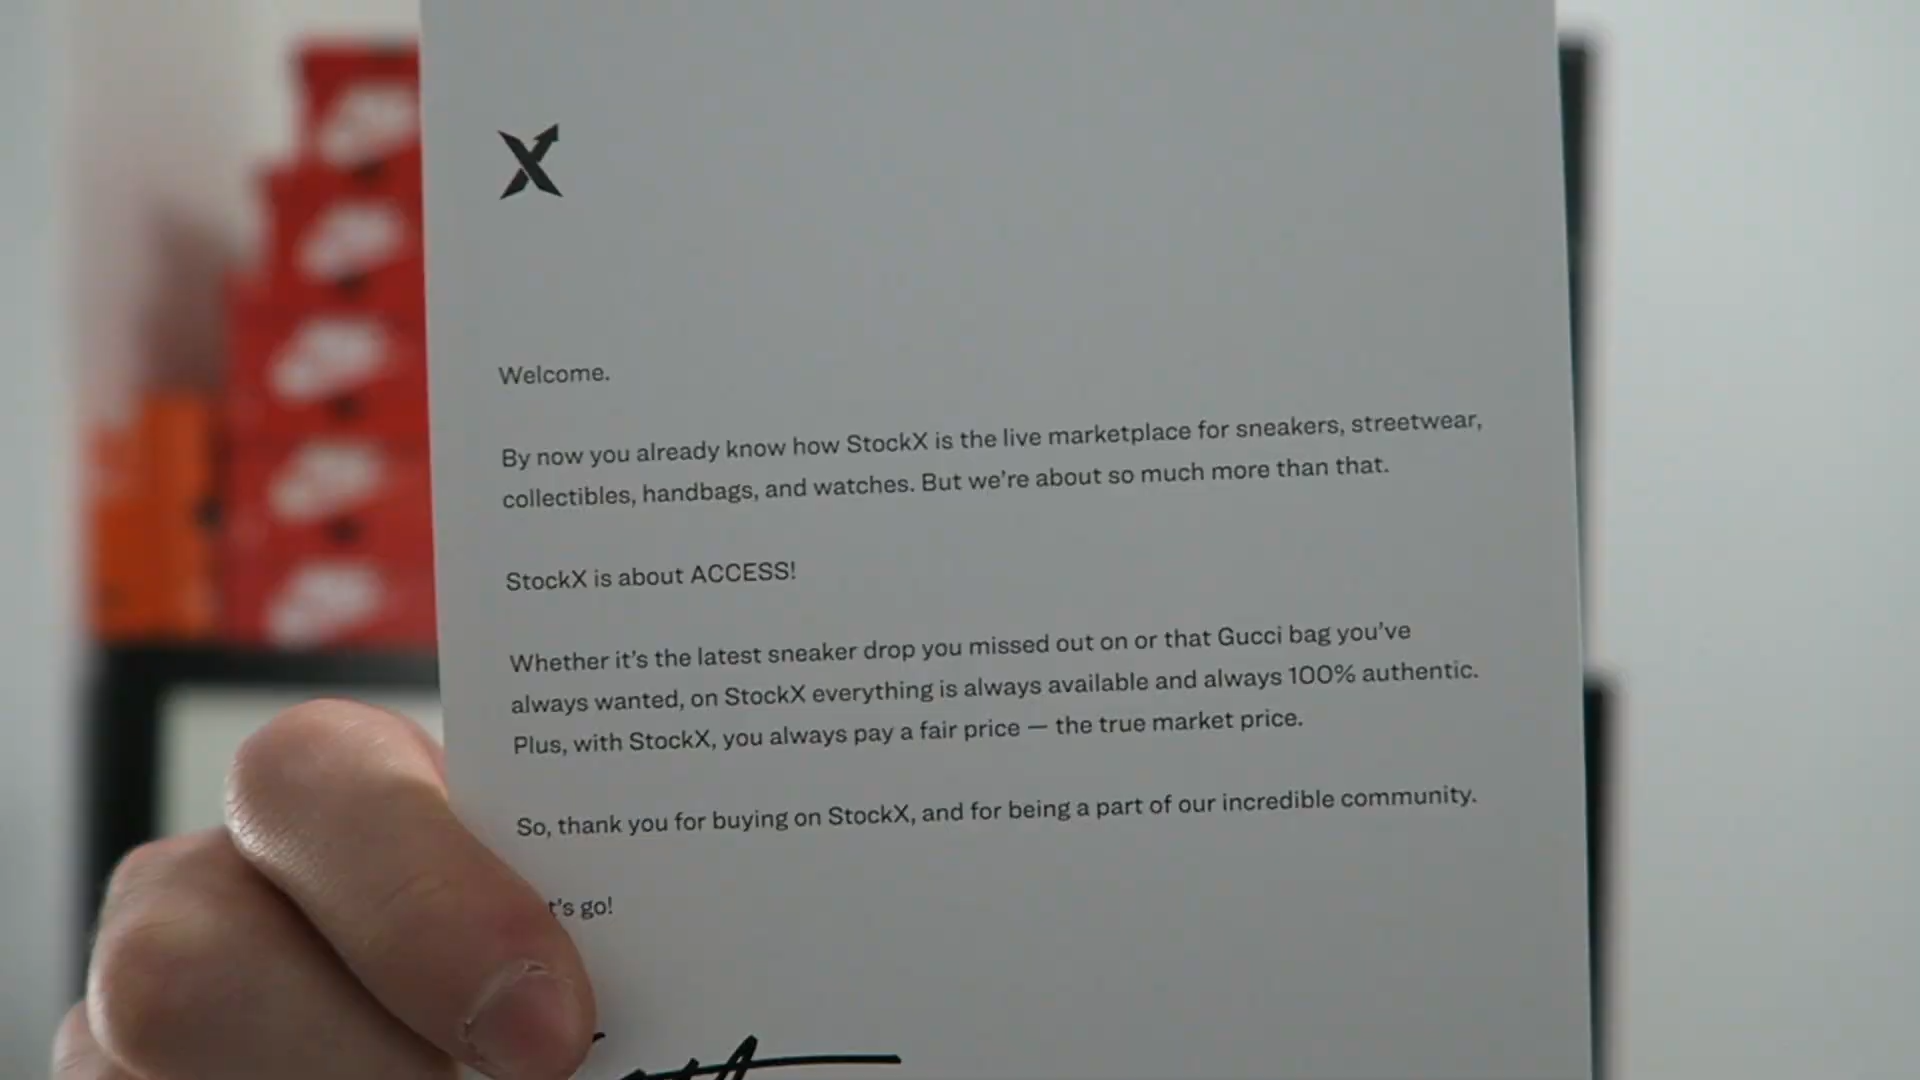 X
Welcome.
By now you already know how StockX is the live marketplace for sneakers, streetwear,
collectibles, handbags, and watches. But we're about so much more than that.
StockX is about ACCESS!
Whether it's the latest sneaker drop you missed out on or that Gucci bag you've
always wanted, on StockX everything is always available and always 100% authentic.
Plus, with StockX, you always pay a fair price — the true market price.
So, thank you for buying on StockX, and for being a part of our incredible community.
t's go!